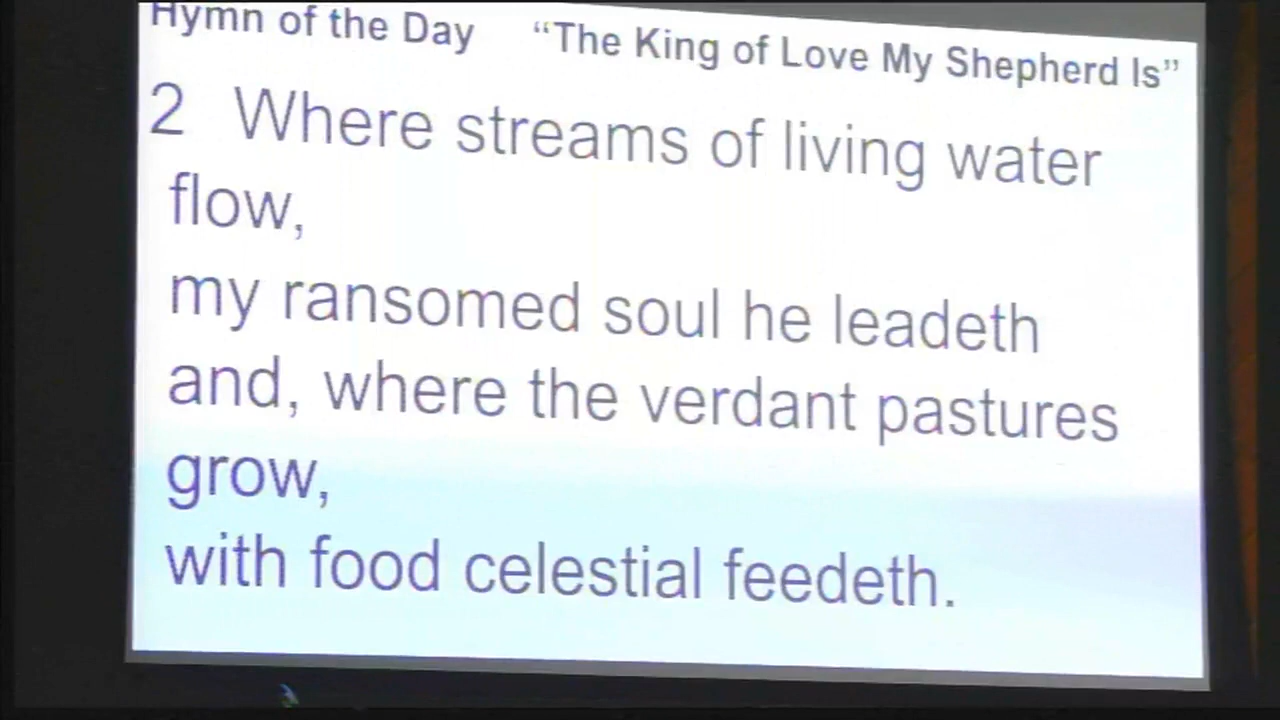 Hymn of the Day “The King of Love My Shepherd Is”
2 Where streams of living water
flow,
my ransomed soul he leadeth
and, where the verdant pastures
grow,
with food celestial feedeth.